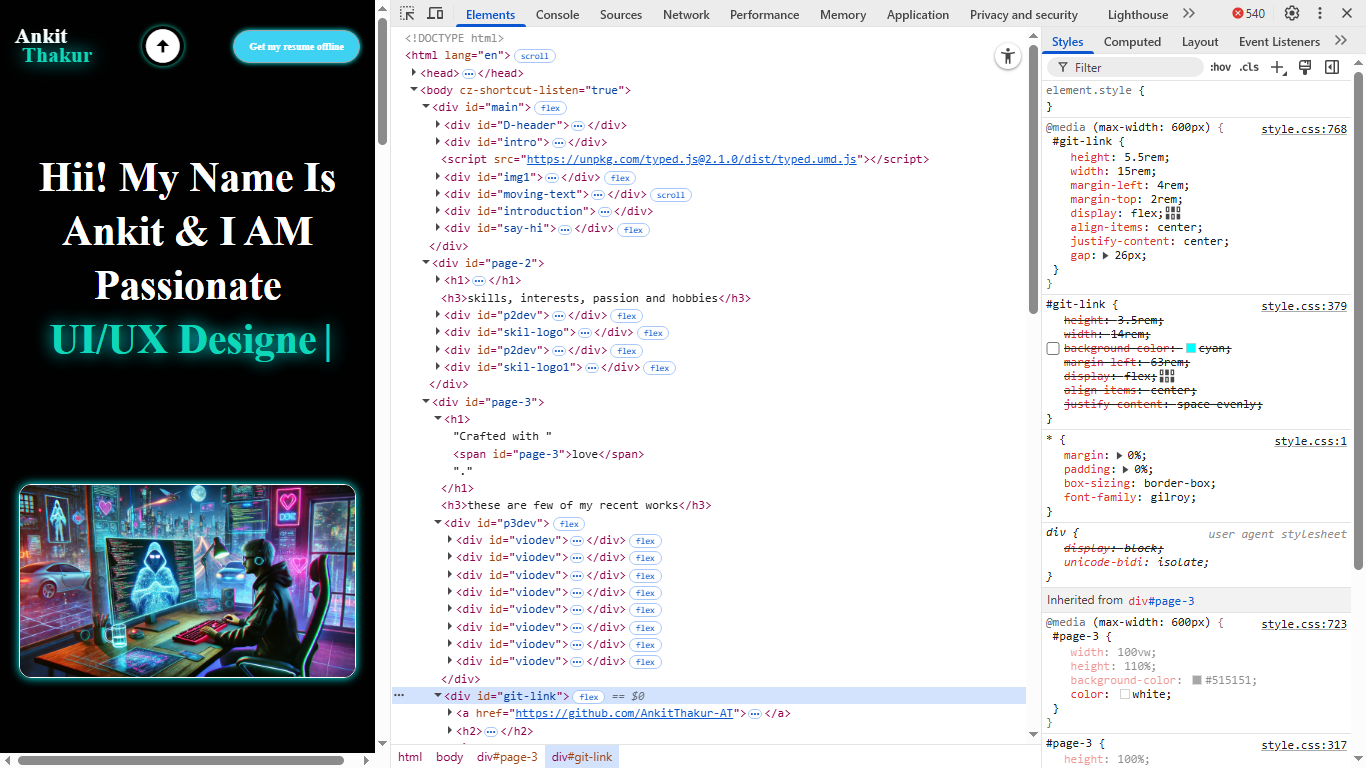 Ankit
Thakur
Get my resume offline
Hii! My Name Is
Ankit & I AM
Passionate
UI/UX Designe |
Elements Console Sources Network Performance Memory Application Privacy and security Lighthouse >> 540
<!DOCTYPE html>
<html lang="en"> scroll
<head> ··· </head>
<body cz-shortcut-listen="true">
<div id="main"> flex
<div id="D-header"> ··· </div>
<div id="intro"> ··· </div>
<script src="https://unpkg.com/typed.js@2.1.0/dist/typed.umd.js"></script>
<div id="img1"> ··· </div> flex
<div id="moving-text"> ··· </div> scroll
<div id="introduction"> ··· </div>
<div id="say-hi"> ··· </div> flex
</div>
<div id="page-2">
<h1> ··· </h1>
<h3>skills, interests, passion and hobbies</h3>
<div id="p2dev"> ··· </div> flex
<div id="skil-logo"> ··· </div> flex
<div id="p2dev"> ··· </div> flex
<div id="skil-logo1"> ··· </div> flex
</div>
<div id="page-3">
<h1>
"Crafted with "
<span id="page-3">love</span>
"."
</h1>
<h3>these are few of my recent works</h3>
<div id="p3dev"> flex
<div id="viodev"> ··· </div> flex
<div id="viodev"> ··· </div> flex
<div id="viodev"> ··· </div> flex
<div id="viodev"> ··· </div> flex
<div id="viodev"> ··· </div> flex
<div id="viodev"> ··· </div> flex
<div id="viodev"> ··· </div> flex
<div id="viodev"> ··· </div> flex
</div>
··· <div id="git-link"> flex == $0
<a href="https://github.com/AnkitThakur-AT"> ··· </a>
<h2> ··· </h2>
html body div#page-3 div#git-link
Styles Computed Layout Event Listeners >>
Filter :hov .cls
element.style {
}
@media (max-width: 600px) { style.css:768
#git-link {
height: 5.5rem;
width: 15rem;
margin-left: 4rem;
margin-top: 2rem;
display: flex;
align-items: center;
justify-content: center;
gap: 26px;
}
}
#git-link { style.css:379
height: 3.5rem;
width: 14rem;
background-color: cyan;
margin-left: 63rem;
display: flex;
align-items: center;
justify-content: space-evenly;
}
* { style.css:1
margin: 0%;
padding: 0%;
box-sizing: border-box;
font-family: gilroy;
}
div { user agent stylesheet
display: block;
unicode-bidi: isolate;
}
Inherited from div#page-3
@media (max-width: 600px) { style.css:723
#page-3 {
width: 100vw;
height: 110%;
background-color: #515151;
color: white;
}
}
#page-3 { style.css:317
height: 100%;